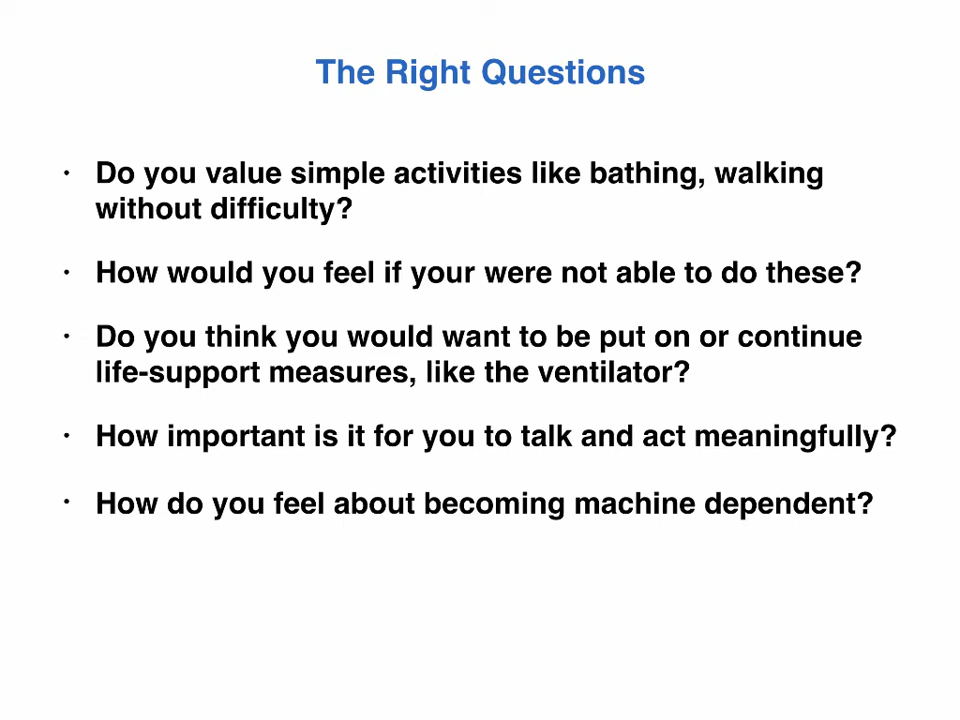 The Right Questions
• Do you value simple activities like bathing, walking
without difficulty?
• How would you feel if your were not able to do these?
• Do you think you would want to be put on or continue
life-support measures, like the ventilator?
• How important is it for you to talk and act meaningfully?
• How do you feel about becoming machine dependent?